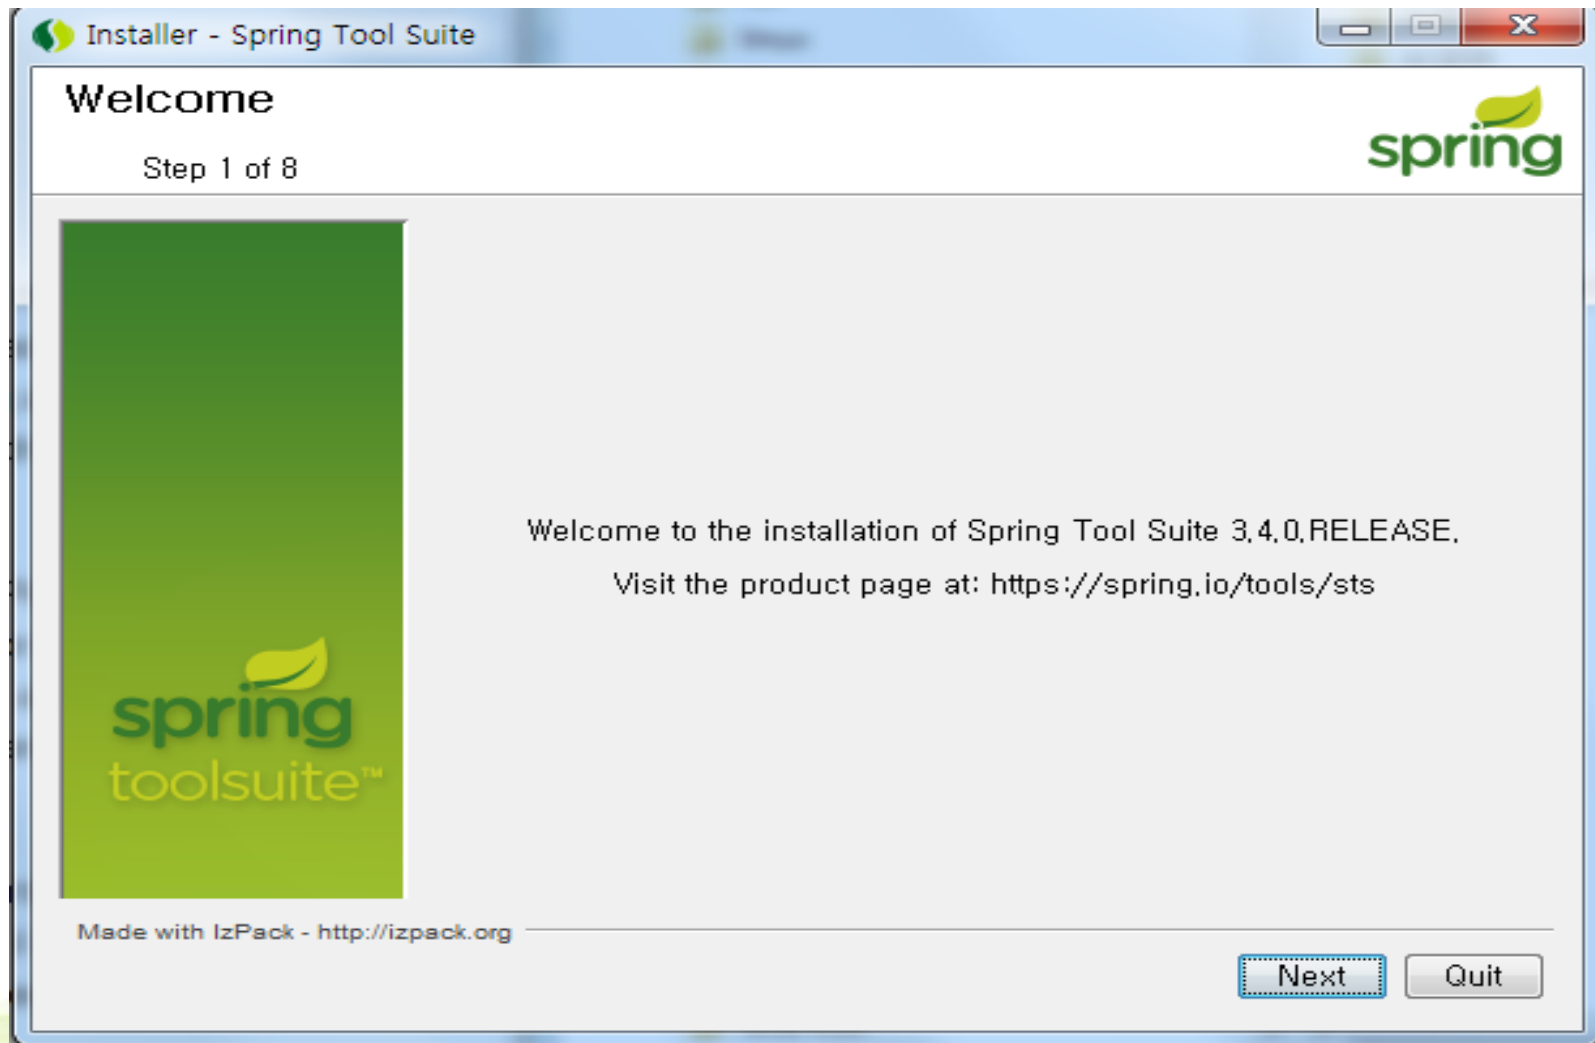 Installer - Spring Tool Suite
Welcome
Step 1 of 8
spring
Welcome to the installation of Spring Tool Suite 3.4.0.RELEASE.
Visit the product page at: https://spring.io/tools/sts
spring
toolsuite™
Made with IzPack - http://izpack.org
Next
Quit